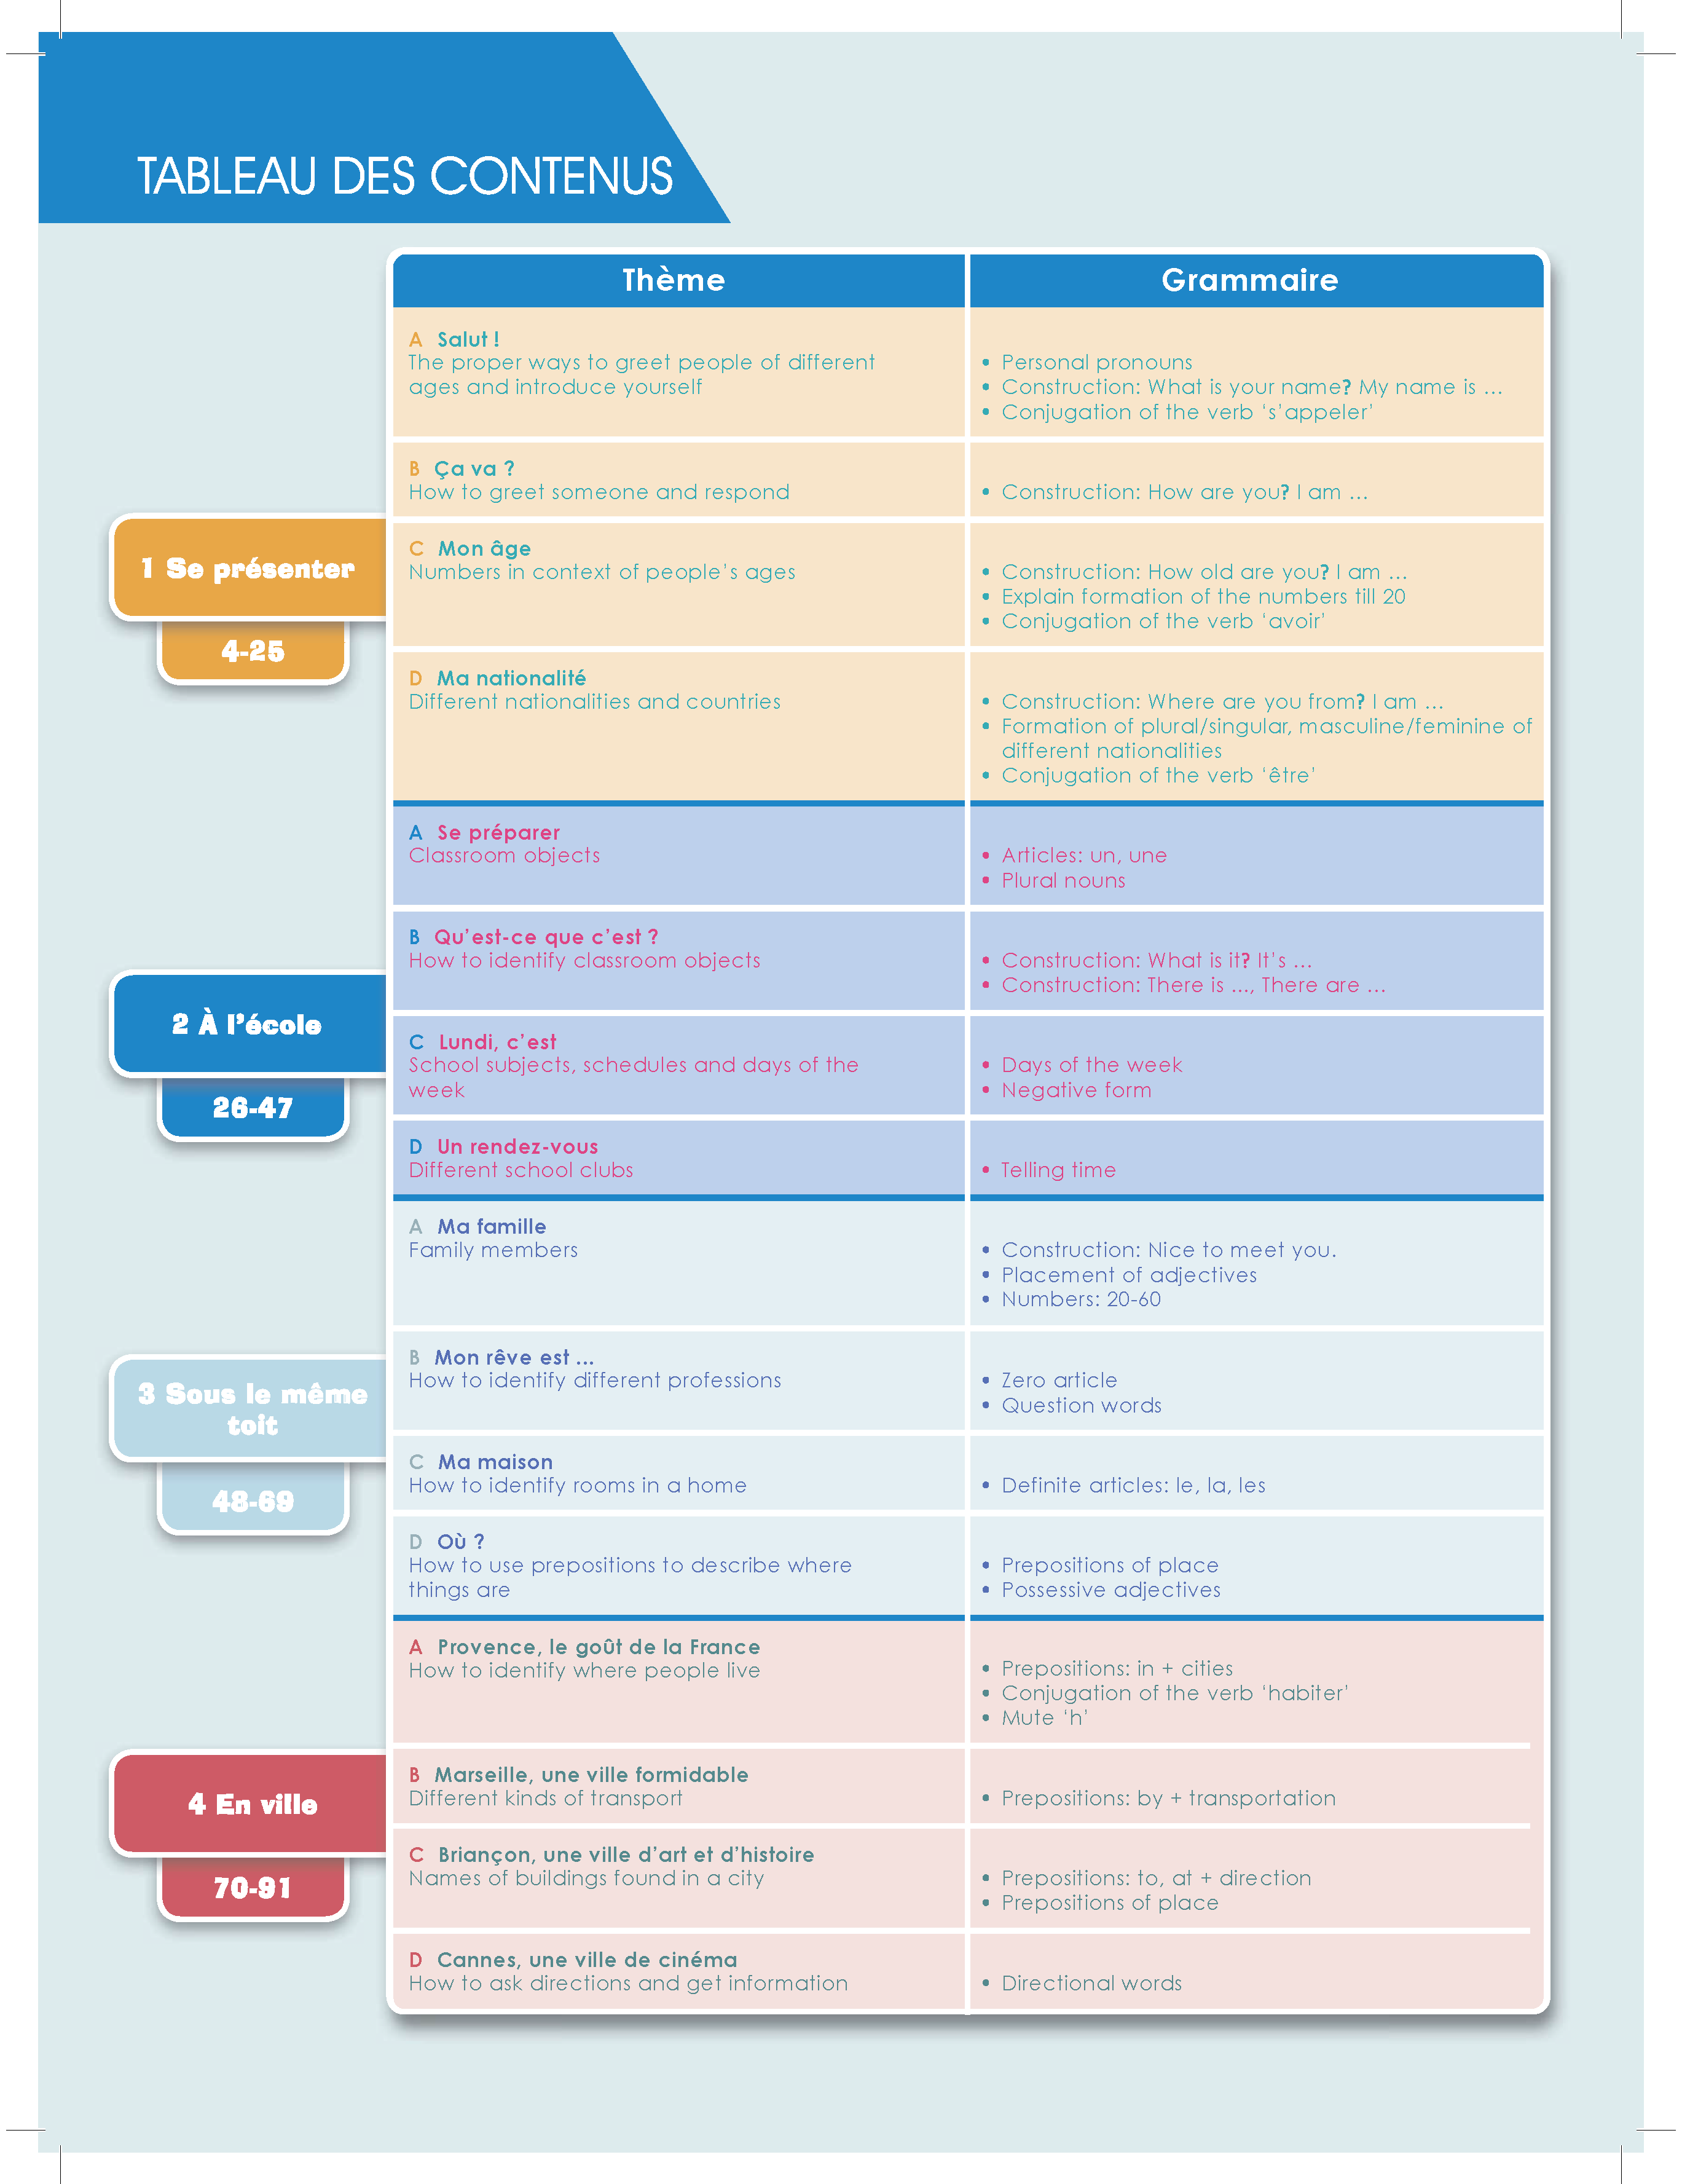 TABLEAU DES CONTENUS
Thème
Grammaire
1 Se présenter
4-25
A Salut !
The proper ways to greet people of different
ages and introduce yourself
• Personal pronouns
• Construction: What is your name? My name is ...
• Conjugation of the verb ‘s’appeler’
B Ça va ?
How to greet someone and respond
• Construction: How are you? I am ...
C Mon âge
Numbers in context of people’s ages
• Construction: How old are you? I am ...
• Explain formation of the numbers till 20
• Conjugation of the verb ‘avoir’
D Ma nationalité
Different nationalities and countries
• Construction: Where are you from? I am ...
• Formation of plural/singular, masculine/feminine of
different nationalities
• Conjugation of the verb ‘être’
2 À l’école
26-47
A Se préparer
Classroom objects
• Articles: un, une
• Plural nouns
B Qu’est-ce que c’est ?
How to identify classroom objects
• Construction: What is it? It’s ...
• Construction: There is ..., There are ...
C Lundi, c’est
School subjects, schedules and days of the
week
• Days of the week
• Negative form
D Un rendez-vous
Different school clubs
• Telling time
3 Sous le même
toit
48-69
A Ma famille
Family members
• Construction: Nice to meet you.
• Placement of adjectives
• Numbers: 20-60
B Mon rêve est ...
How to identify different professions
• Zero article
• Question words
C Ma maison
How to identify rooms in a home
• Definite articles: le, la, les
D Où ?
How to use prepositions to describe where
things are
• Prepositions of place
• Possessive adjectives
4 En ville
70-91
A Provence, le goût de la France
How to identify where people live
• Prepositions: in + cities
• Conjugation of the verb ‘habiter’
• Mute ‘h’
B Marseille, une ville formidable
Different kinds of transport
• Prepositions: by + transportation
C Briançon, une ville d’art et d’histoire
Names of buildings found in a city
• Prepositions: to, at + direction
• Prepositions of place
D Cannes, une ville de cinéma
How to ask directions and get information
• Directional words